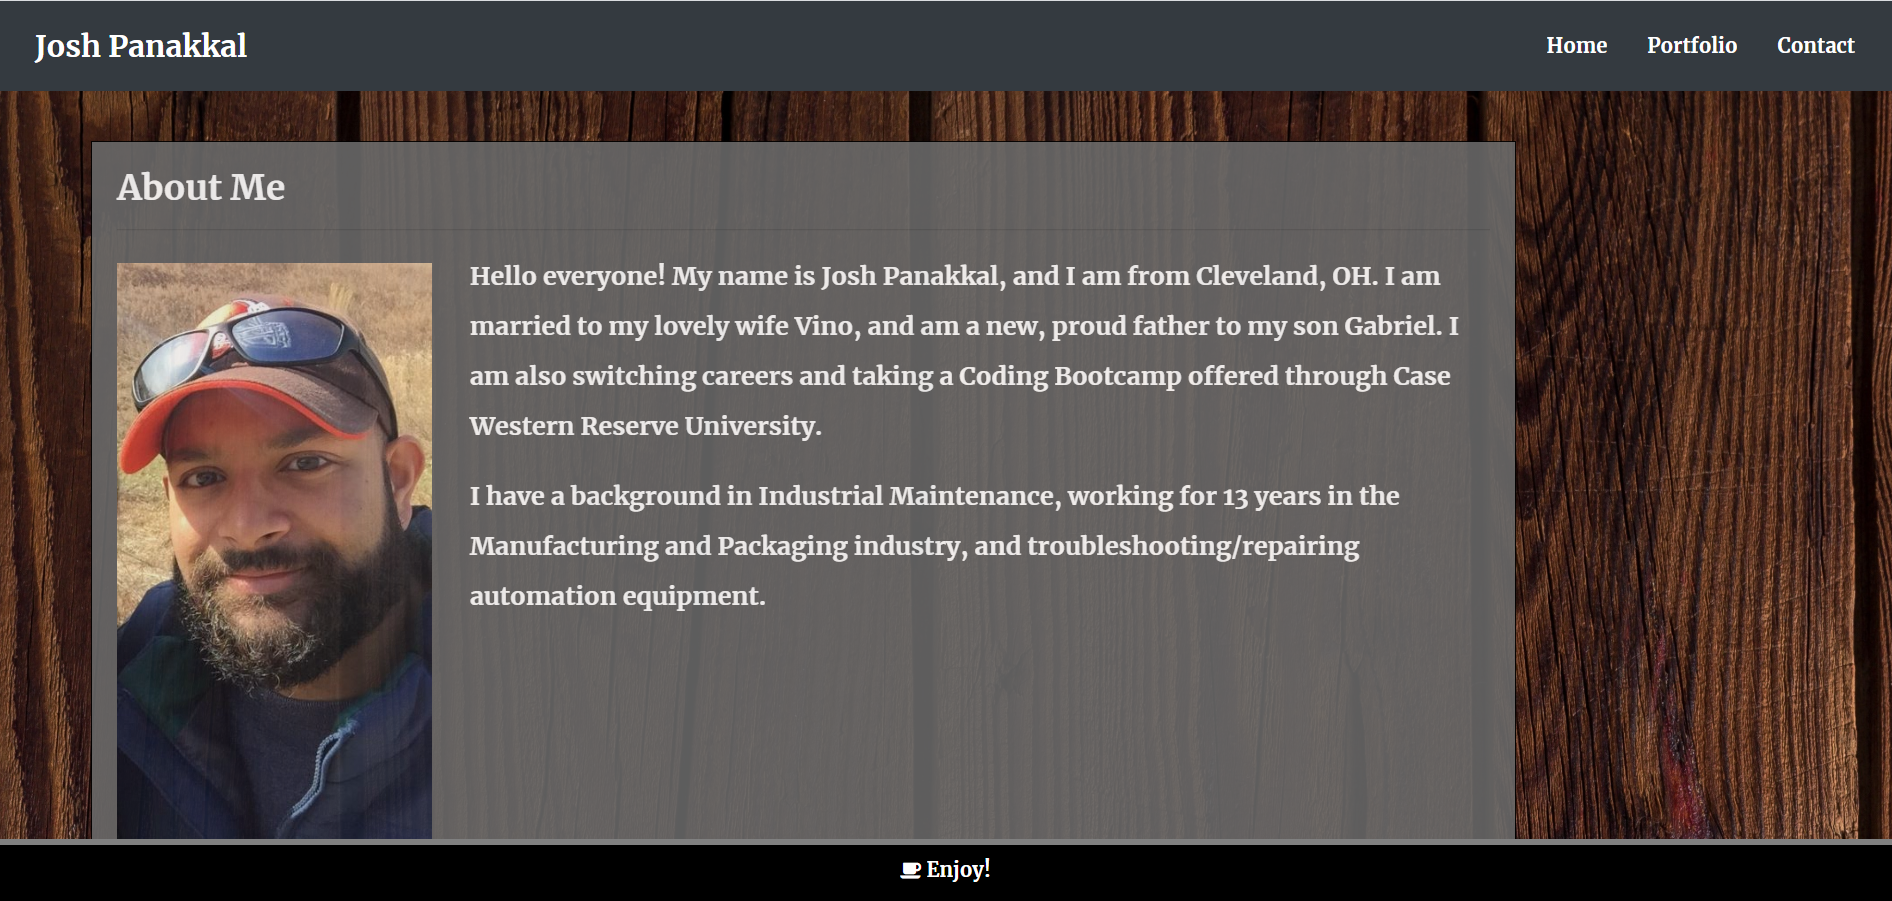 Josh Panakkal
Home Portfolio Contact
About Me
Hello everyone! My name is Josh Panakkal, and I am from Cleveland, OH. I am
married to my lovely wife Vino, and am a new, proud father to my son Gabriel. I
am also switching careers and taking a Coding Bootcamp offered through Case
Western Reserve University.
I have a background in Industrial Maintenance, working for 13 years in the
Manufacturing and Packaging industry, and troubleshooting/repairing
automation equipment.
Enjoy!